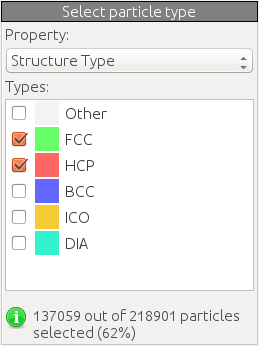 Select particle type
Property:
Structure Type
Types:
Other
FCC
HCP
BCC
ICO
DIA
137059 out of 218901 particles
selected (62%)